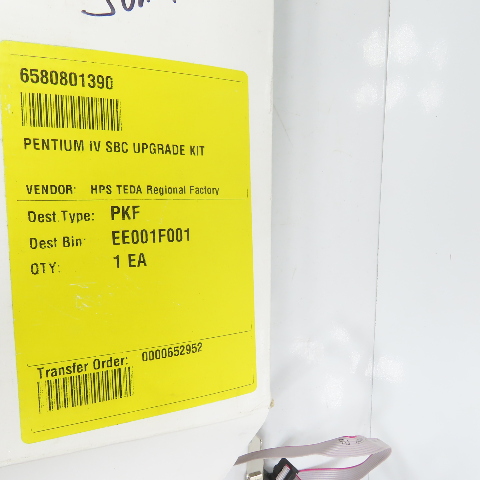 6580801390
PENTIUM IV SBC UPGRADE KIT
VENDOR: HPS TEDA Regional Factory
Dest.Type: PKF
Dest Bin: EE001F001
QTY: 1 EA
Transfer Order: 0000652952